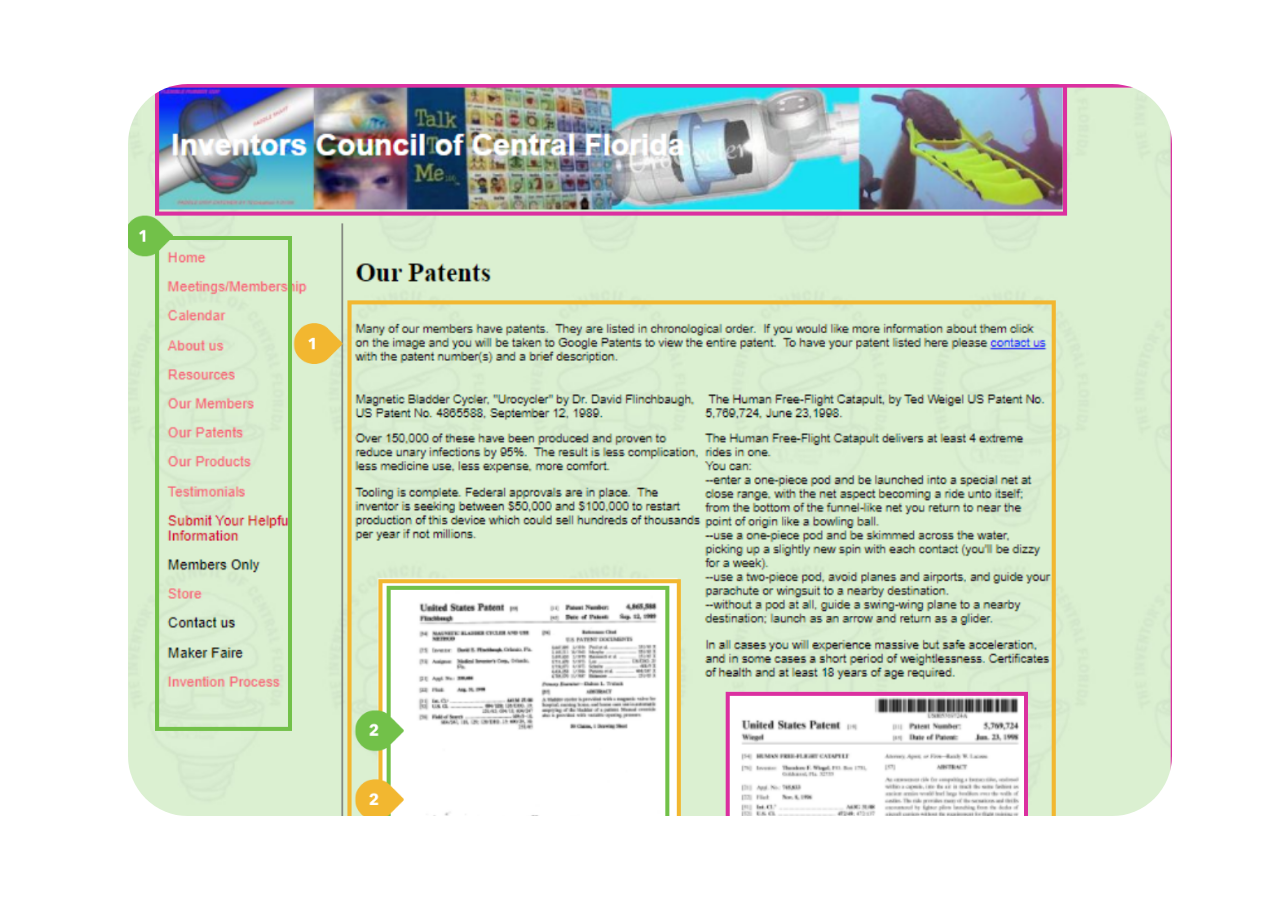 Inventors Council of Central Florida
Talk
To
Me
UroCycler
1
Home
Meetings/Membership
Calendar
About us
Resources
Our Members
Our Patents
Our Products
Testimonials
Submit Your Helpfu
Information
Members Only
Store
Contact us
Maker Faire
Invention Process
Our Patents
1
Many of our members have patents. They are listed in chronological order. If you would like more information about them click
on the image and you will be taken to Google Patents to view the entire patent. To have your patent listed here please contact us
with the patent number(s) and a brief description.
Magnetic Bladder Cycler, "Urocycler" by Dr. David Flinchbaugh,
US Patent No. 4865588, September 12, 1989.
Over 150,000 of these have been produced and proven to
reduce unary infections by 95%. The result is less complication,
less medicine use, less expense, more comfort.
Tooling is complete. Federal approvals are in place. The
inventor is seeking between $50,000 and $100,000 to restart
production of this device which could sell hundreds of thousands
per year if not millions.
2
2
United States Patent
Flinchbaugh
Patent Number: 4,865,588
Date of Patent: Sep. 12, 1989
MAGNETIC BLADDER CYCLER AND USE
METHOD
Inventor: David E. Flinchbaugh, Orlando, Fla.
ABSTRACT
The Human Free-Flight Catapult, by Ted Weigel US Patent No.
5,769,724, June 23,1998.
The Human Free-Flight Catapult delivers at least 4 extreme
rides in one.
You can:
--enter a one-piece pod and be launched into a special net at
close range, with the net aspect becoming a ride unto itself;
from the bottom of the funnel-like net you return to near the
point of origin like a bowling ball.
--use a one-piece pod and be skimmed across the water,
picking up a slightly new spin with each contact (you'll be dizzy
for a week).
--use a two-piece pod, avoid planes and airports, and guide your
parachute or wingsuit to a nearby destination.
--without a pod at all, guide a swing-wing plane to a nearby
destination; launch as an arrow and return as a glider.
In all cases you will experience massive but safe acceleration,
and in some cases a short period of weightlessness. Certificates
of health and at least 18 years of age required.
United States Patent
Wiegel
Patent Number: 5,769,724
Date of Patent: Jun. 23, 1998
HUMAN FREE-FLIGHT CATAPULT
ABSTRACT